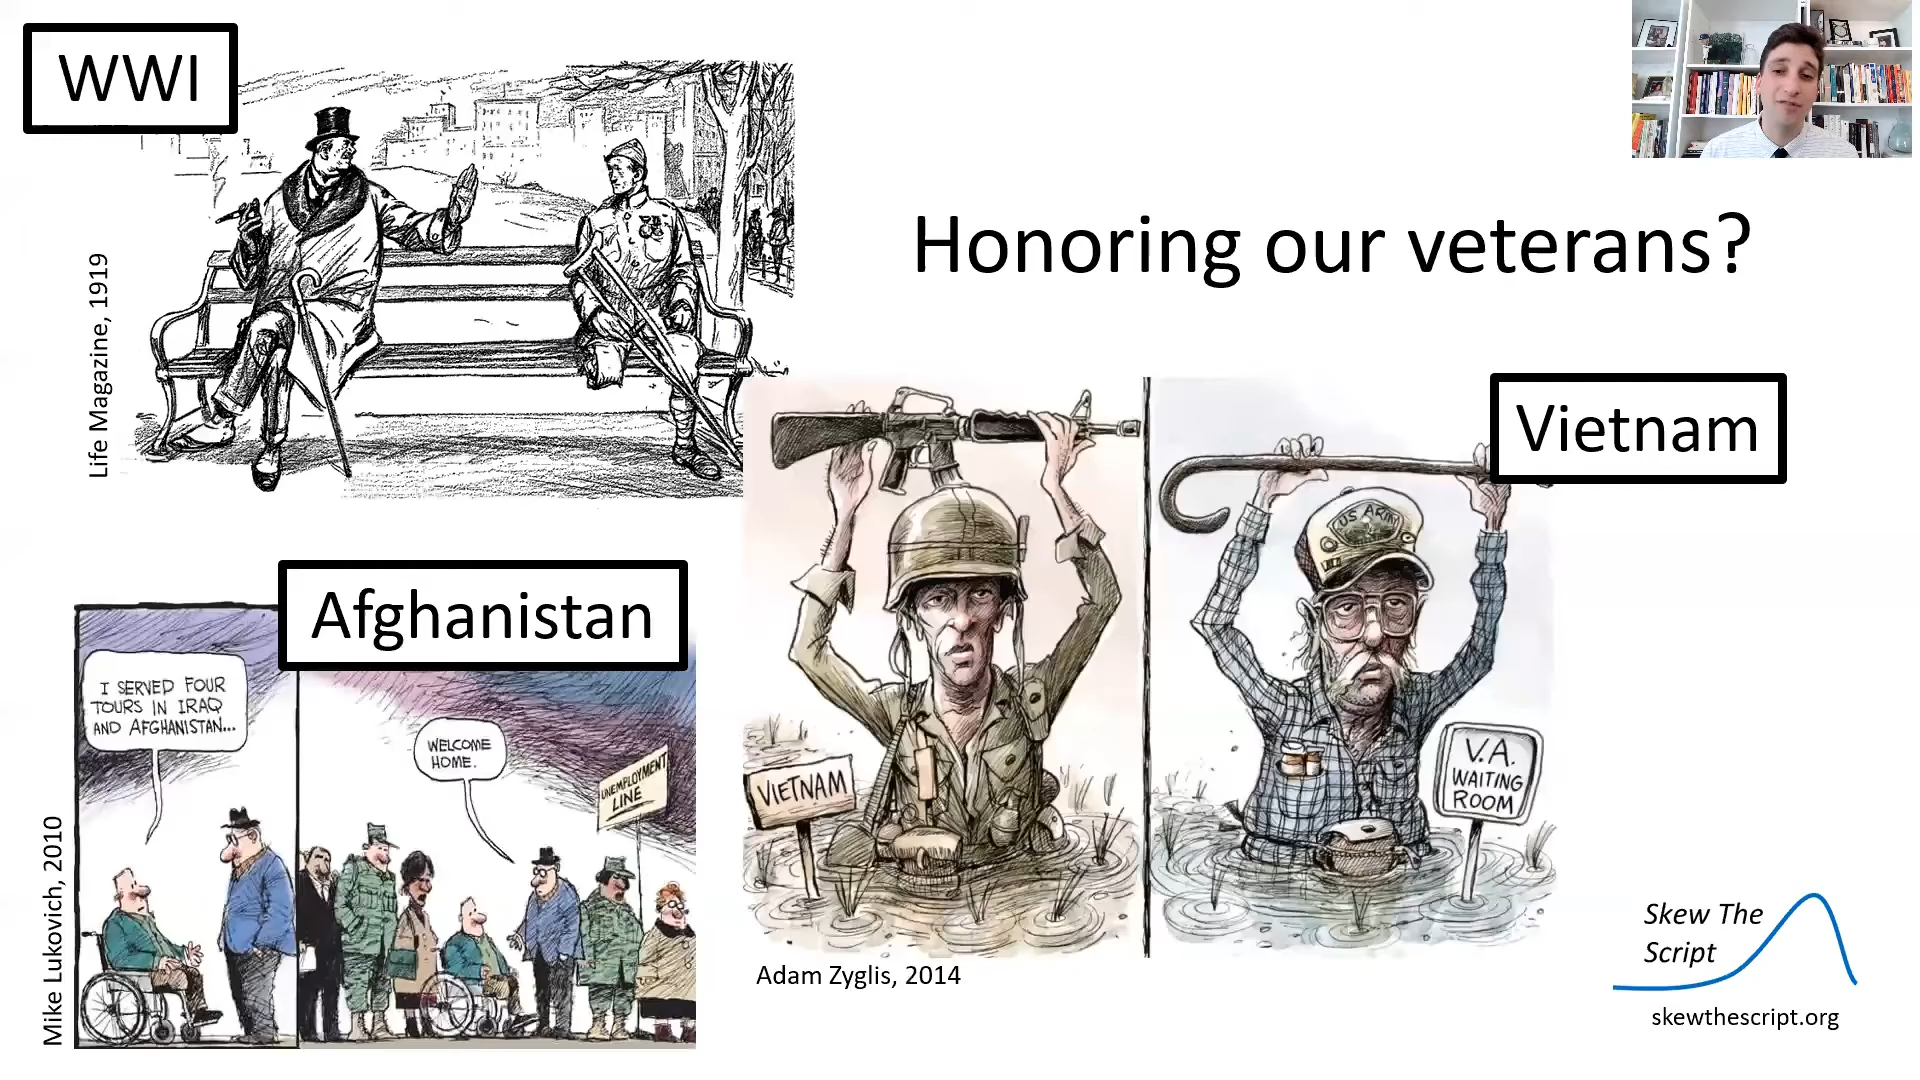 WWI
Life Magazine, 1919
Honoring our veterans?
Vietnam
US ARMY
VIETNAM
V.A.
WAITING
ROOM
Adam Zyglis, 2014
Afghanistan
I SERVED FOUR
TOURS IN IRAQ
AND AFGHANISTAN...
WELCOME
HOME.
UNEMPLOYMENT
LINE
Mike Lukovich, 2010
Skew The
Script
skewthescript.org